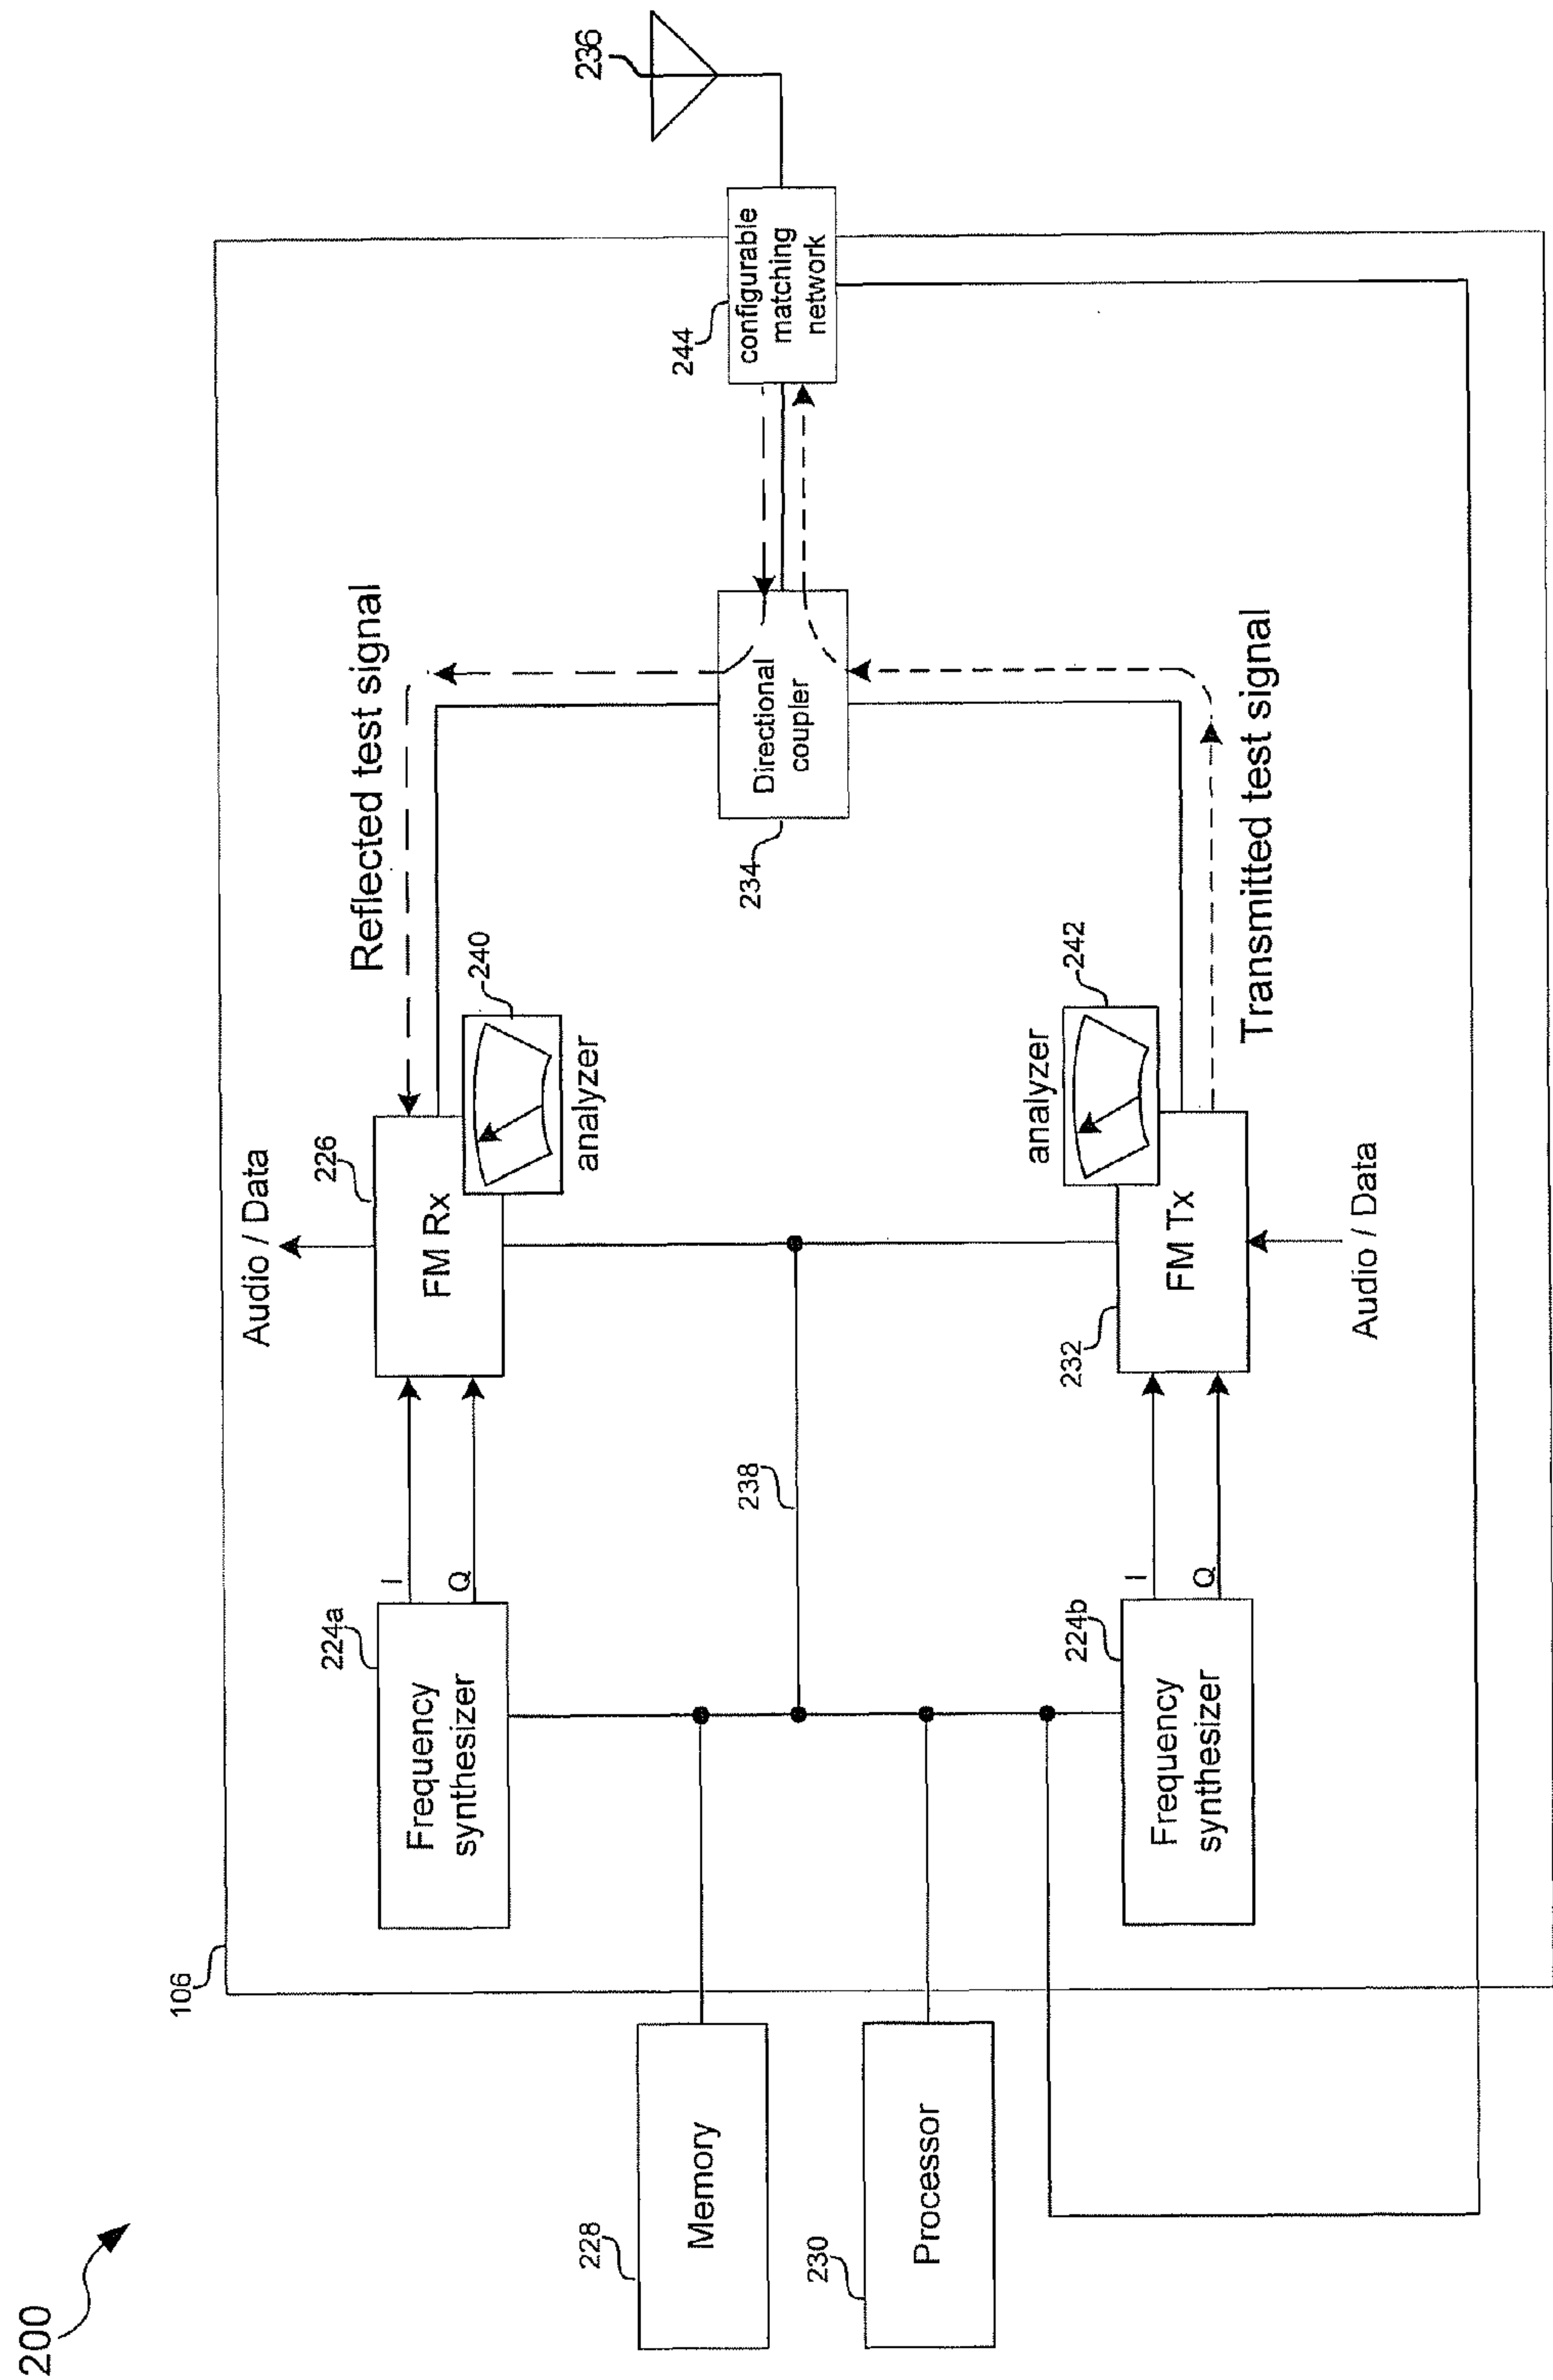 200
106
Audio / Data
226
FM Rx
240
analyzer
Reflected test signal
224a
Frequency
synthesizer
I
Q
228
Memory
238
234
Directional
coupler
244
configurable
matching
network
236
230
Processor
224b
Frequency
synthesizer
I
Q
232
FM Tx
analyzer
242
Transmitted test signal
Audio / Data